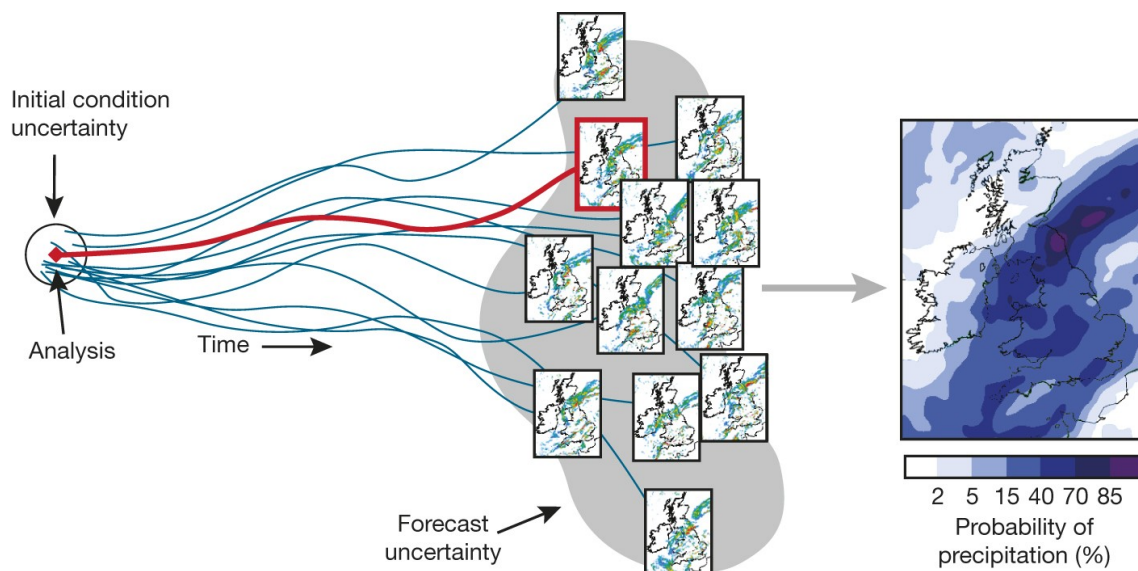 Initial condition
uncertainty
Analysis
Time
Forecast
uncertainty
2 5 15 40 70 85
Probability of
precipitation (%)